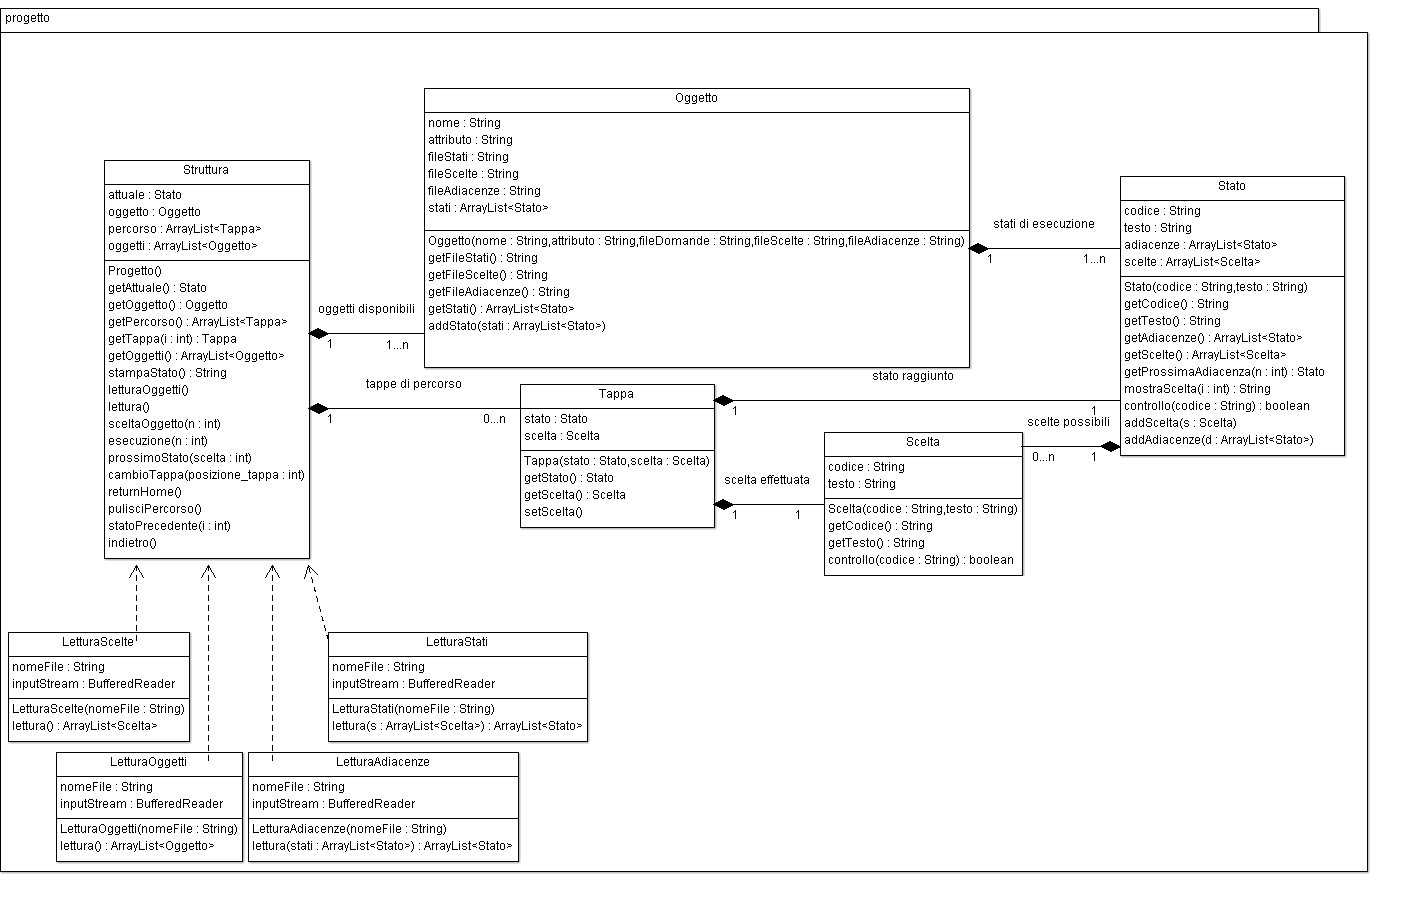 progetto
Oggetto
nome : String
attributo : String
fileStati : String
fileScelte : String
fileAdiacenze : String
stati : ArrayList<Stato>
Oggetto(nome : String,attributo : String,fileDomande : String,fileScelte : String,fileAdiacenze : String)
getFileStati() : String
getFileScelte() : String
getFileAdiacenze() : String
getStati() : ArrayList<Stato>
addStato(stati : ArrayList<Stato>)
Struttura
attuale : Stato
oggetto : Oggetto
percorso : ArrayList<Tappa>
oggetti : ArrayList<Oggetto>
Progetto()
getAttuale() : Stato
getOggetto() : Oggetto
getPercorso() : ArrayList<Tappa>
getTappa(i : int) : Tappa
getOggetti() : ArrayList<Oggetto>
stampaStato() : String
letturaOggetti()
lettura()
sceltaOggetto(n : int)
esecuzione(n : int)
prossimoStato(scelta : int)
cambioTappa(posizione_tappa : int)
returnHome()
pulisciPercorso()
statoPrecedente(i : int)
indietro()
oggetti disponibili
1
1...n
tappe di percorso
1
0...n
stati di esecuzione
1
1...n
Stato
codice : String
testo : String
adiacenze : ArrayList<Stato>
scelte : ArrayList<Scelta>
Stato(codice : String,testo : String)
getCodice() : String
getTesto() : String
getAdiacenze() : ArrayList<Stato>
getScelte() : ArrayList<Scelta>
getProssimaAdiacenza(n : int) : Stato
mostraScelta(i : int) : String
controllo(codice : String) : boolean
addScelta(s : Scelta)
addAdiacenze(d : ArrayList<Stato>)
stato raggiunto
1
1
scelte possibili
0...n
1
Tappa
stato : Stato
scelta : Scelta
Tappa(stato : Stato,scelta : Scelta)
getStato() : Stato
getScelta() : Scelta
setScelta()
scelta effettuata
1
1
Scelta
codice : String
testo : String
Scelta(codice : String,testo : String)
getCodice() : String
getTesto() : String
controllo(codice : String) : boolean
LetturaScelte
nomeFile : String
inputStream : BufferedReader
LetturaScelte(nomeFile : String)
lettura() : ArrayList<Scelta>
LetturaStati
nomeFile : String
inputStream : BufferedReader
LetturaStati(nomeFile : String)
lettura(s : ArrayList<Scelta>) : ArrayList<Stato>
LetturaOggetti
nomeFile : String
inputStream : BufferedReader
LetturaOggetti(nomeFile : String)
lettura() : ArrayList<Oggetto>
LetturaAdiacenze
nomeFile : String
inputStream : BufferedReader
LetturaAdiacenze(nomeFile : String)
lettura(stati : ArrayList<Stato>) : ArrayList<Stato>